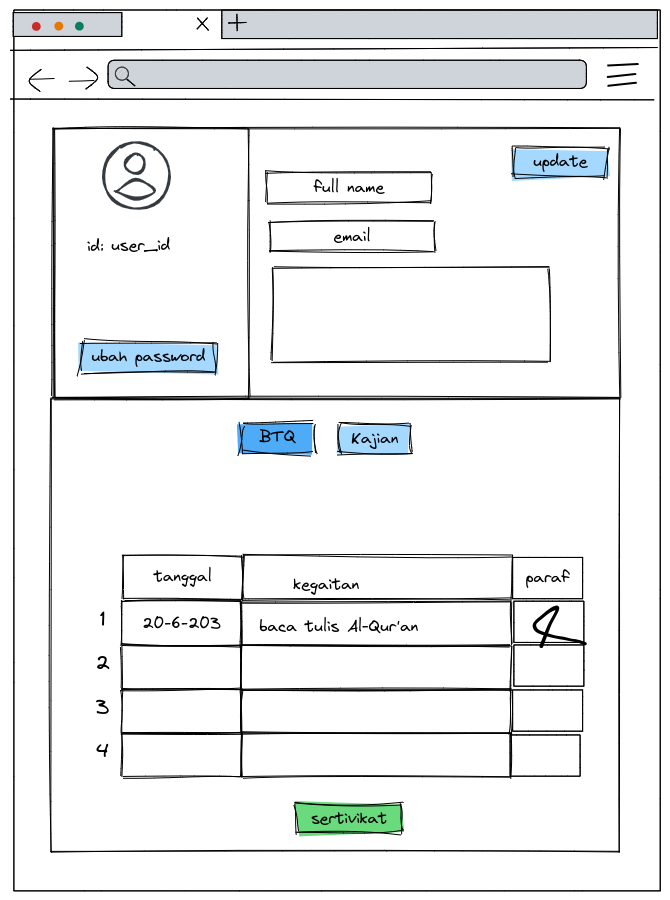 update
full name
id: user_id
email
ubah password
BTQ
Kajian
tanggal
kegaitan
paraf
1
20-6-203
baca tulis Al-Qur'an
2
3
4
sertivikat